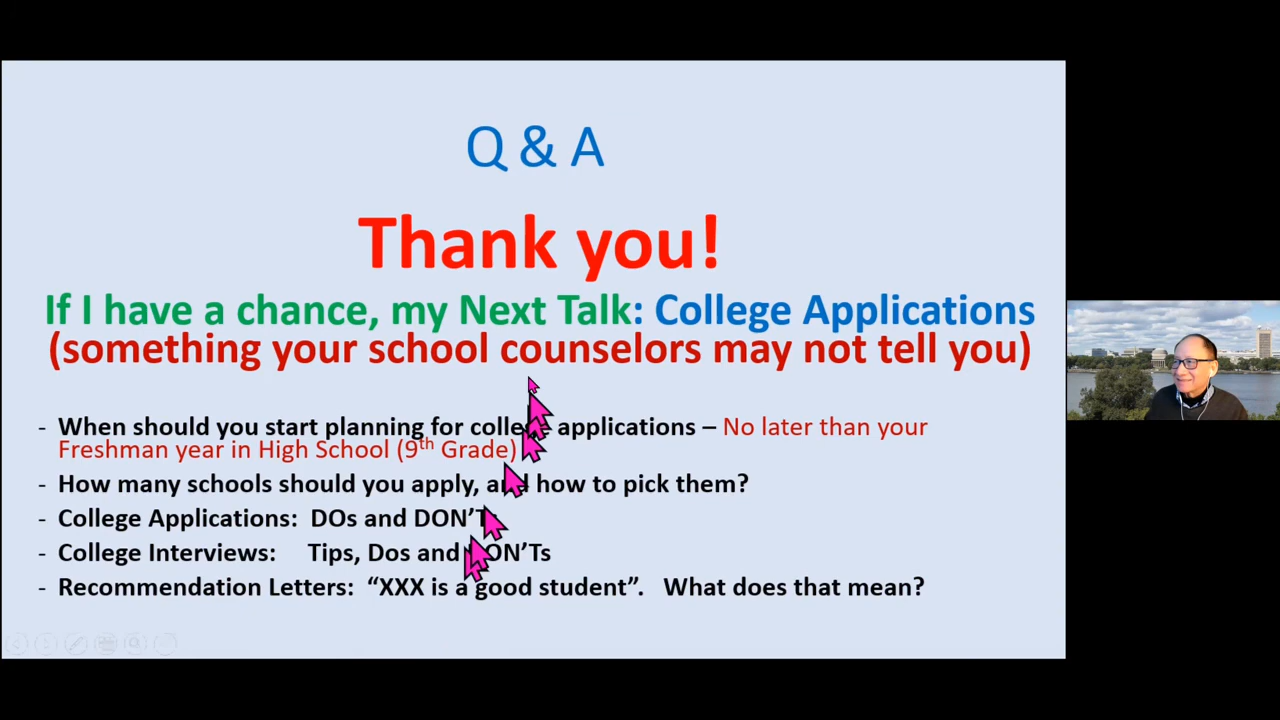 Q & A
Thank you!
If I have a chance, my Next Talk: College Applications
(something your school counselors may not tell you)
- When should you start planning for college applications – No later than your
Freshman year in High School (9th Grade)
- How many schools should you apply, and how to pick them?
- College Applications: DOs and DON'Ts
- College Interviews: Tips, Dos and DON'Ts
- Recommendation Letters: “XXX is a good student”. What does that mean?